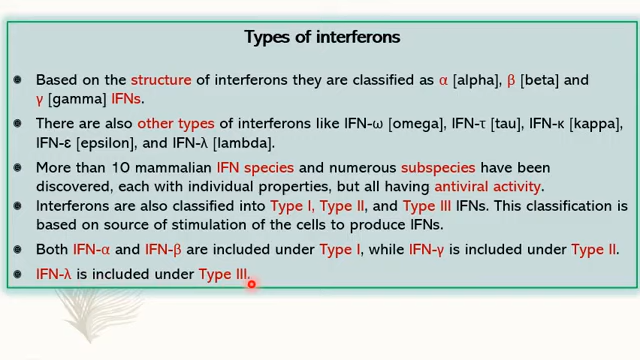 Types of interferons
Based on the structure of interferons they are classified as α [alpha], β [beta] and
γ [gamma] IFNs.
There are also other types of interferons like IFN-ω [omega], IFN-τ [tau], IFN-κ [kappa],
IFN-ε [epsilon], and IFN-λ [lambda].
More than 10 mammalian IFN species and numerous subspecies have been
discovered, each with individual properties, but all having antiviral activity.
Interferons are also classified into Type I, Type II, and Type III IFNs. This classification is
based on source of stimulation of the cells to produce IFNs.
Both IFN-α and IFN-β are included under Type I, while IFN-γ is included under Type II.
IFN-λ is included under Type III.